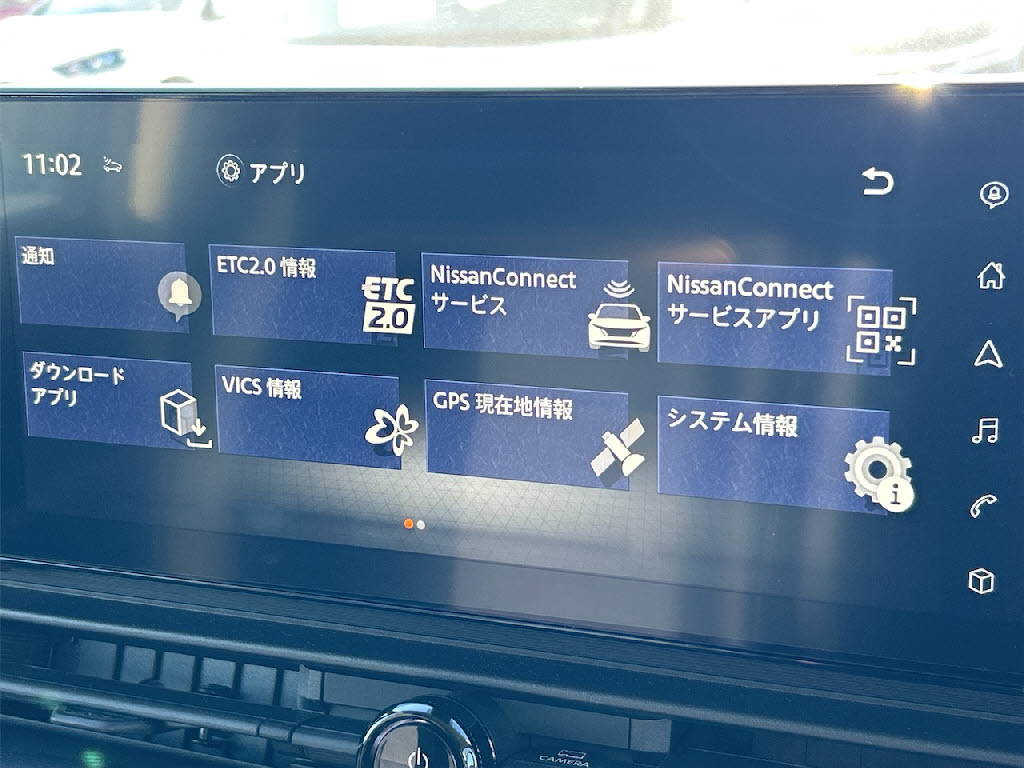 11:02
アプリ
通知
ETC2.0 情報
ETC
2.0
NissanConnect
サービス
NissanConnect
サービスアプリ
ダウンロード
アプリ
VICS 情報
GPS 現在地情報
システム情報
i
CAMERA